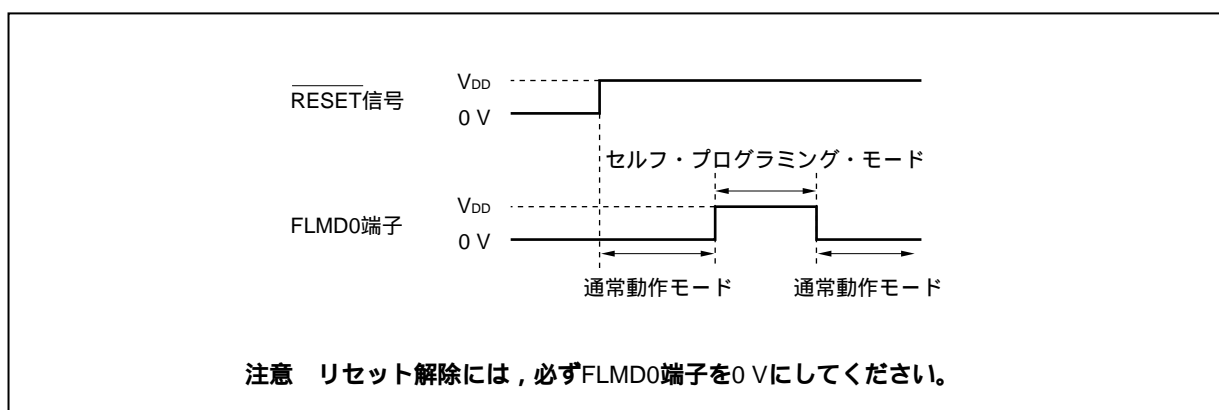 VDD
RESET信号
0 V
セルフ・プログラミング・モード
VDD
FLMD0端子
0 V
通常動作モード 通常動作モード
注意 リセット解除には，必ずFLMD0端子を0 Vにしてください。